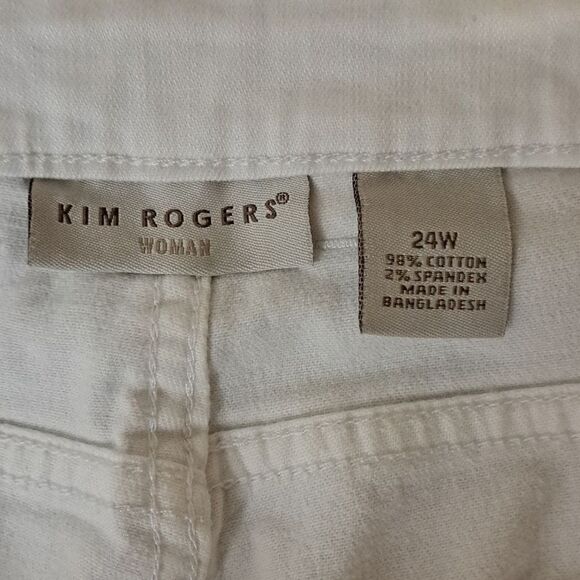 KIM ROGERS®
WOMAN
24W
98% COTTON
2% SPANDEX
MADE IN
BANGLADESH